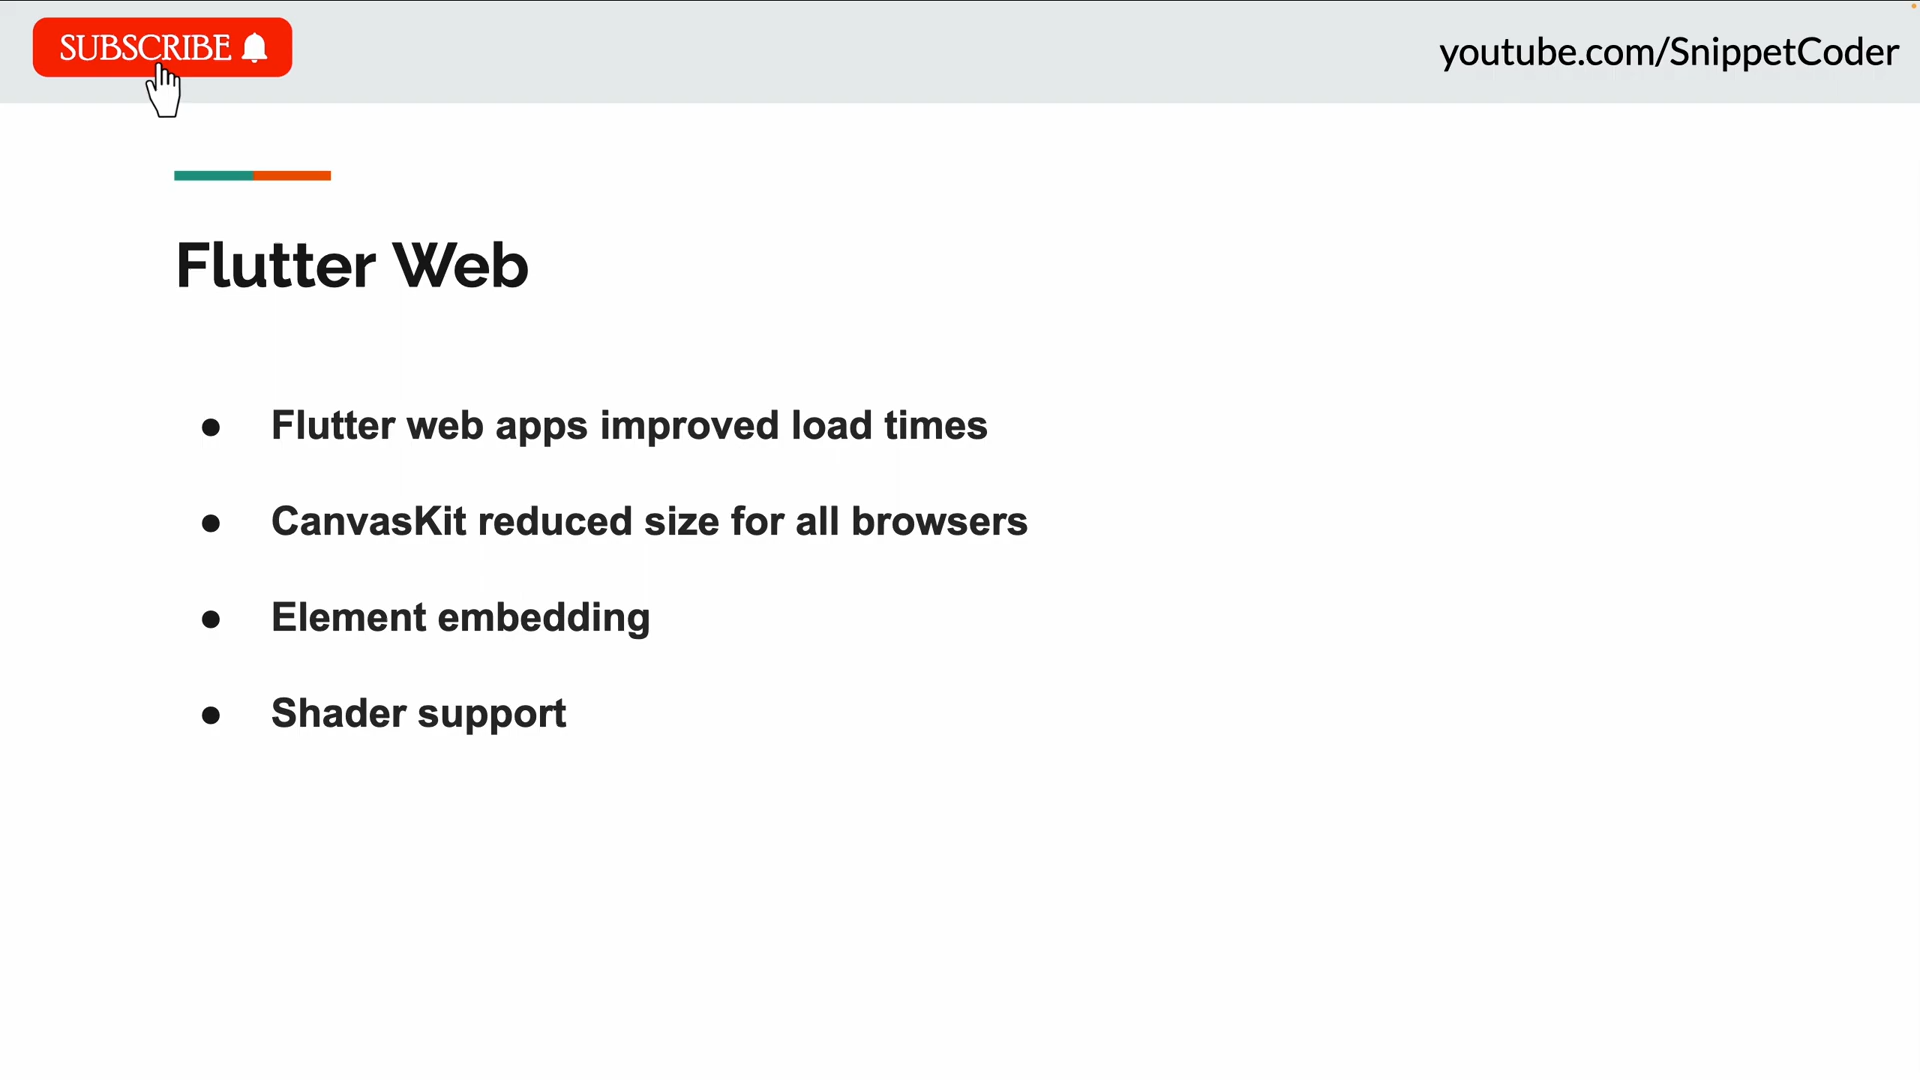 SUBSCRIBE
youtube.com/SnippetCoder
Flutter Web
● Flutter web apps improved load times
● CanvasKit reduced size for all browsers
● Element embedding
● Shader support